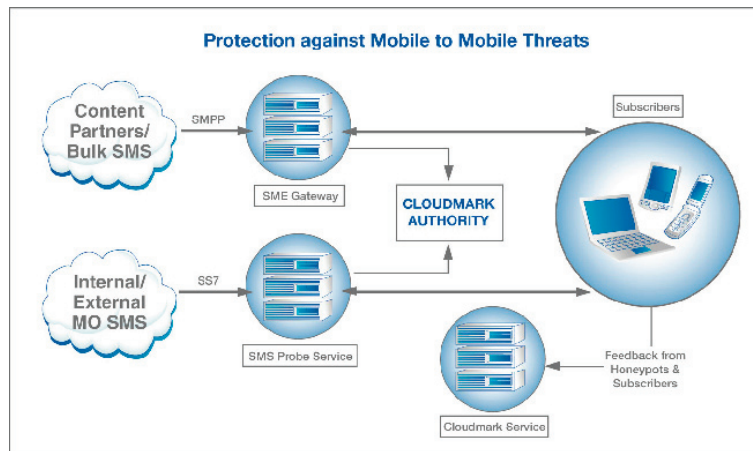 Protection against Mobile to Mobile Threats
Content
Partners/
Bulk SMS
SMPP
SME Gateway
Subscribers
CLOUDMARK
AUTHORITY
Internal/
External
MO SMS
SS7
SMS Probe Service
Feedback from
Honeypots &
Subscribers
Cloudmark Service